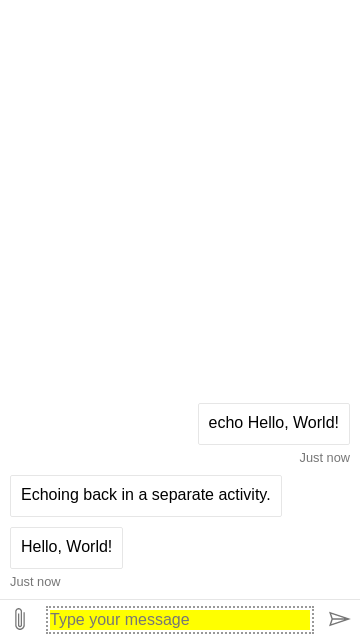 echo Hello, World!
Just now
Echoing back in a separate activity.
Hello, World!
Just now
Type your message